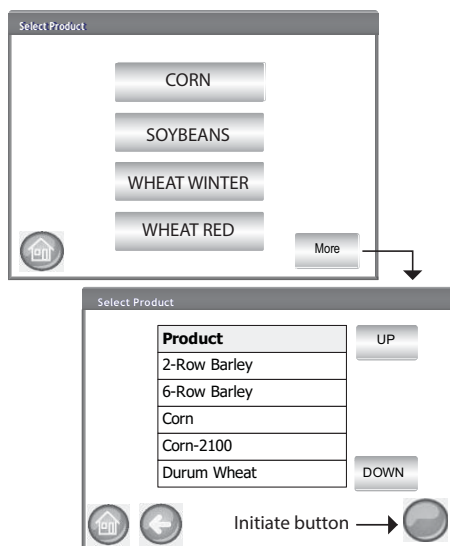 Select Product
CORN
SOYBEANS
WHEAT WINTER
WHEAT RED
More
Select Product
Product
UP
2-Row Barley
6-Row Barley
Corn
Corn-2100
Durum Wheat
DOWN
Initiate button